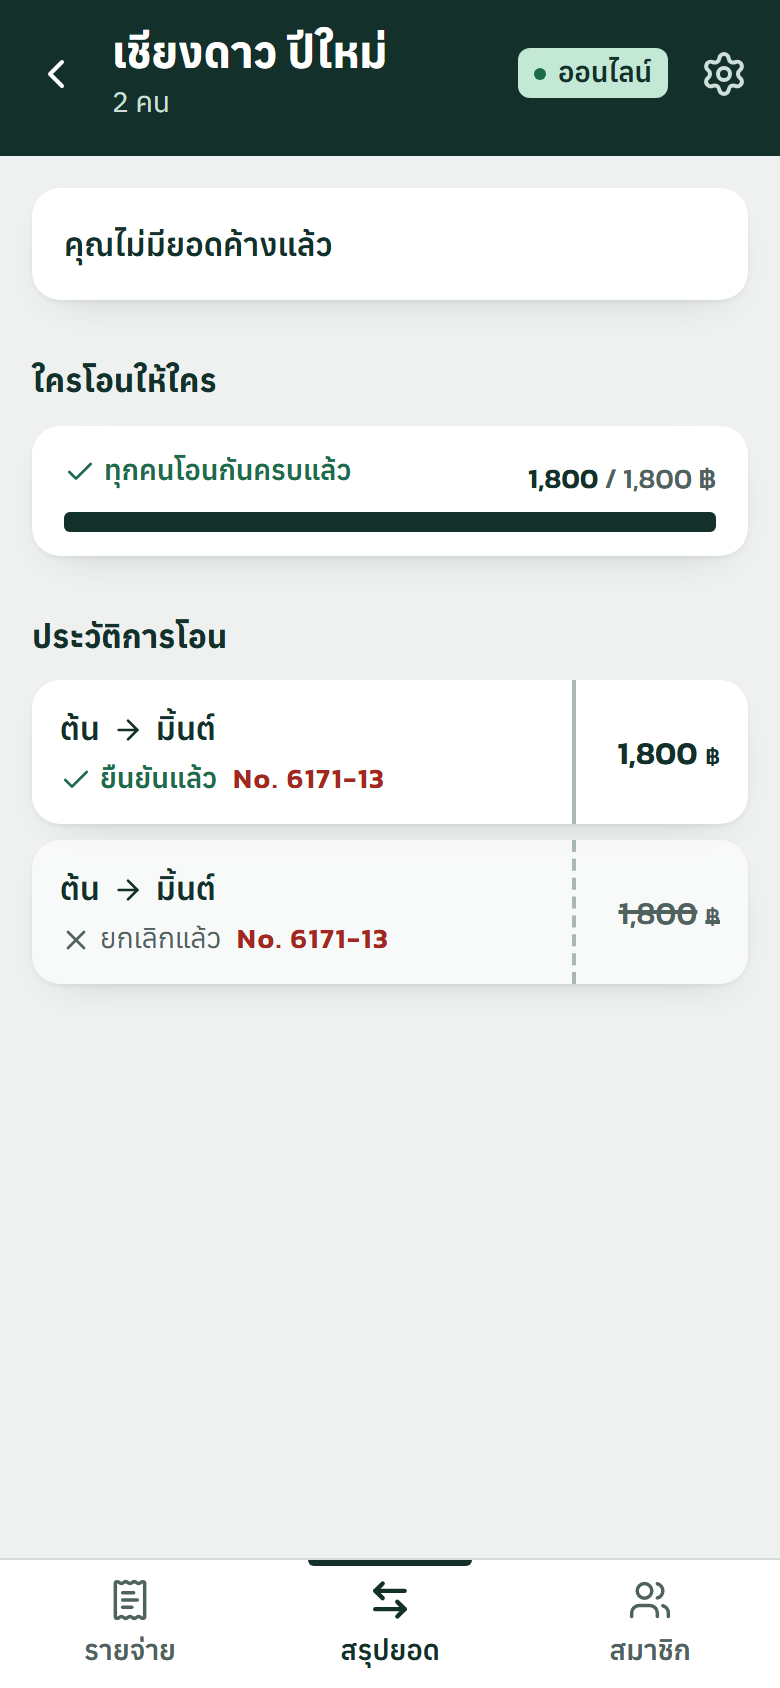 เชียงดาว ปีใหม่
2 คน
ออนไลน์
คุณไม่มียอดค้างแล้ว
ใครโอนให้ใคร
ทุกคนโอนกันครบแล้ว
1,800 / 1,800 ฿
ประวัติการโอน
ต้น → มิ้นต์
ยืนยันแล้ว No. 6171-13
1,800 ฿
ต้น → มิ้นต์
ยกเลิกแล้ว No. 6171-13
1,800 ฿
รายจ่าย
สรุปยอด
สมาชิก